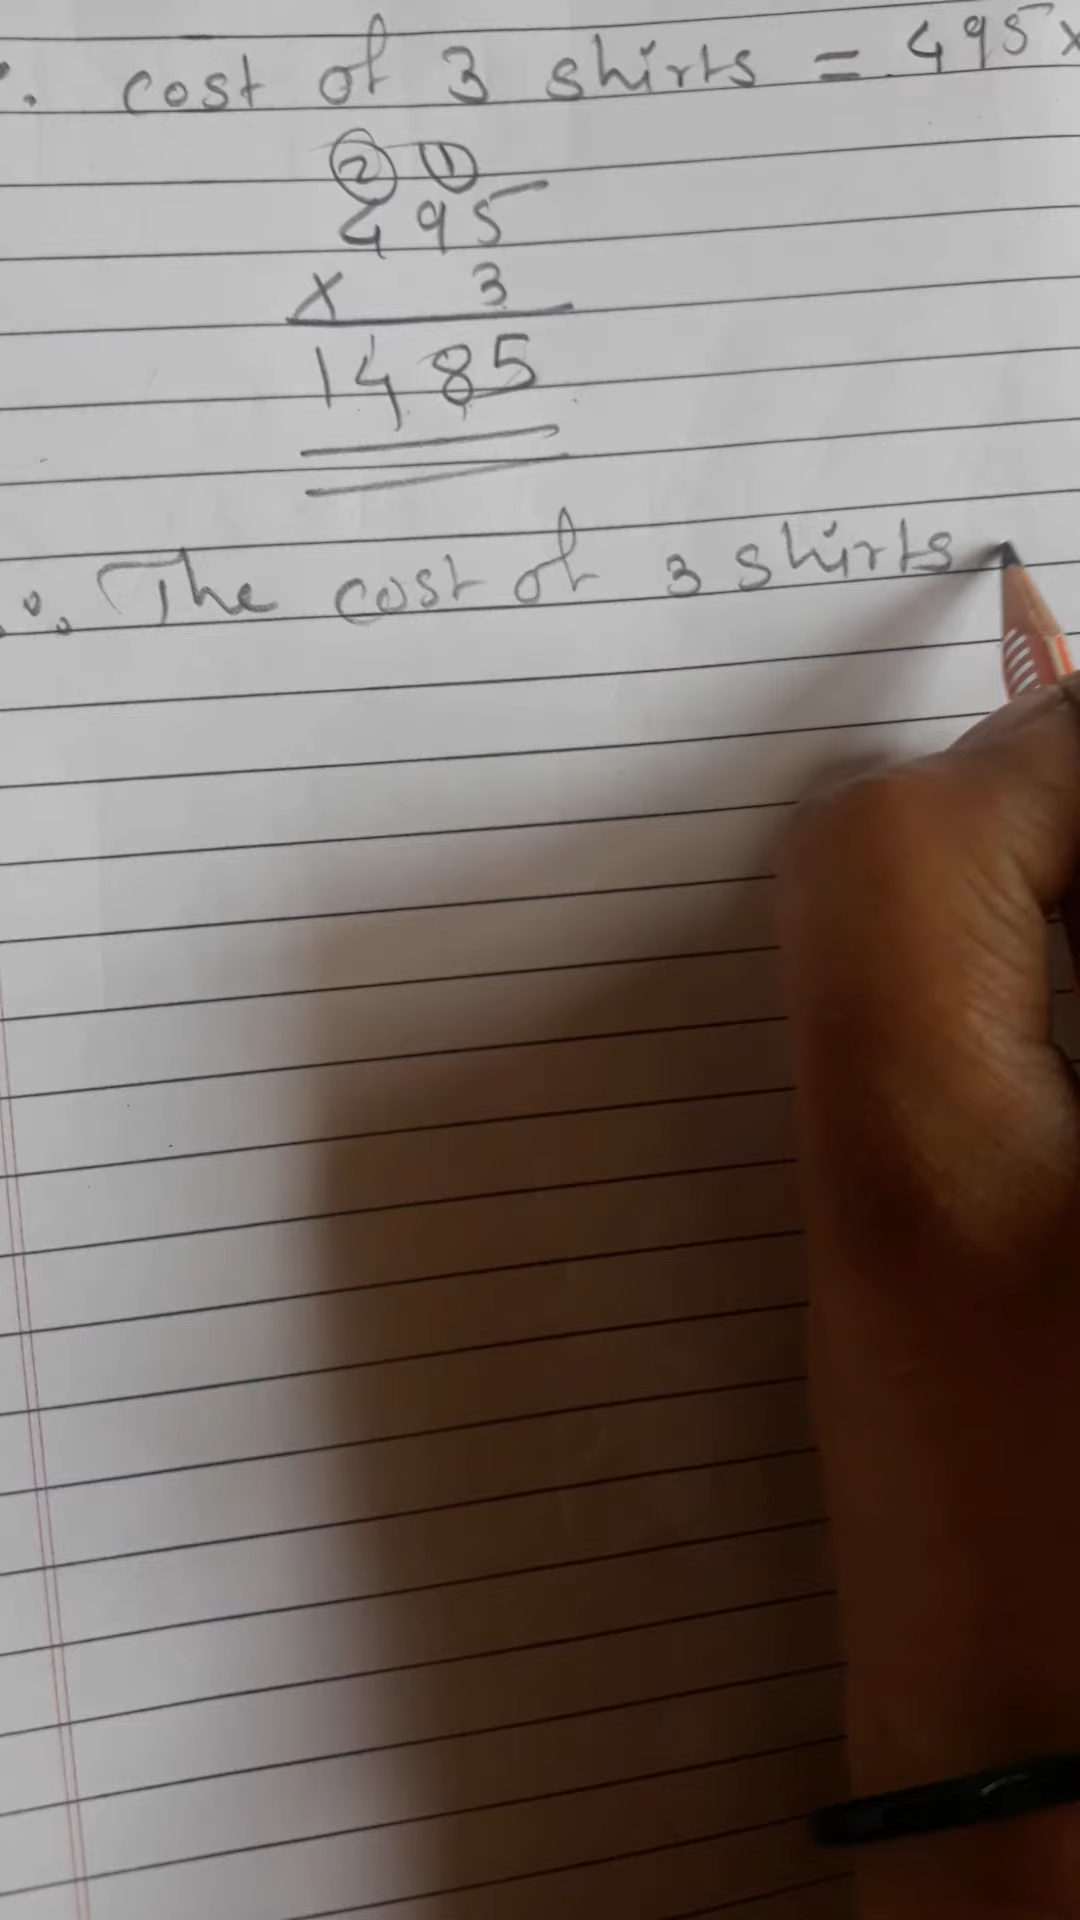 ∴ cost of 3 shirts = 495 ×
② ①
495
× 3
1485
∴ The cost of 3 shirts